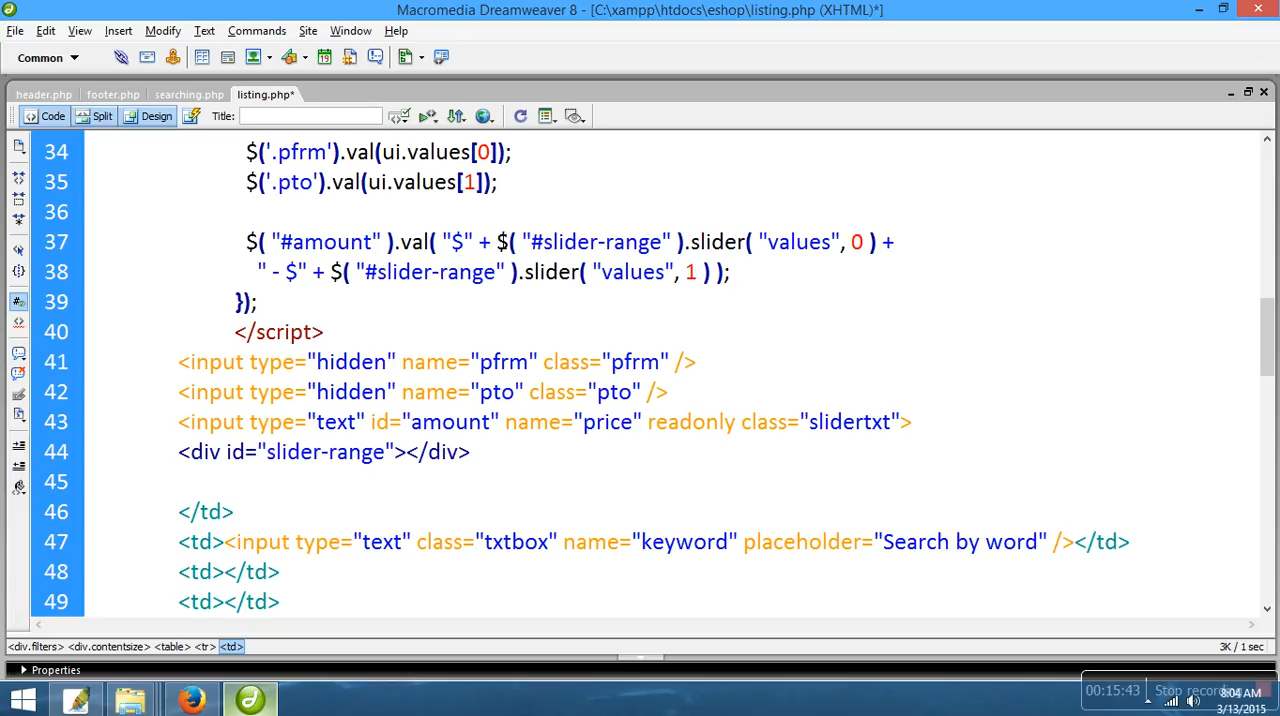 Macromedia Dreamweaver 8 - [C:\xampp\htdocs\eshop\listing.php (XHTML)*]
File Edit View Insert Modify Text Commands Site Window Help
Common
header.php footer.php searching.php listing.php*
Code Split Design Title:
34 $('.pfrm').val(ui.values[0]);
35 $('.pto').val(ui.values[1]);
36
37 $( "#amount" ).val( "$" + $( "#slider-range" ).slider( "values", 0 ) +
38 " - $" + $( "#slider-range" ).slider( "values", 1 ) );
39 });
40 </script>
41 <input type="hidden" name="pfrm" class="pfrm" />
42 <input type="hidden" name="pto" class="pto" />
43 <input type="text" id="amount" name="price" readonly class="slidertxt">
44 <div id="slider-range"></div>
45
46 </td>
47 <td><input type="text" class="txtbox" name="keyword" placeholder="Search by word" /></td>
48 <td></td>
49 <td></td>
<div.filters> <div.contentsize> <table> <tr> <td> 3K / 1 sec
Properties
00:15:43 Stop recording
8:04 AM
3/13/2015